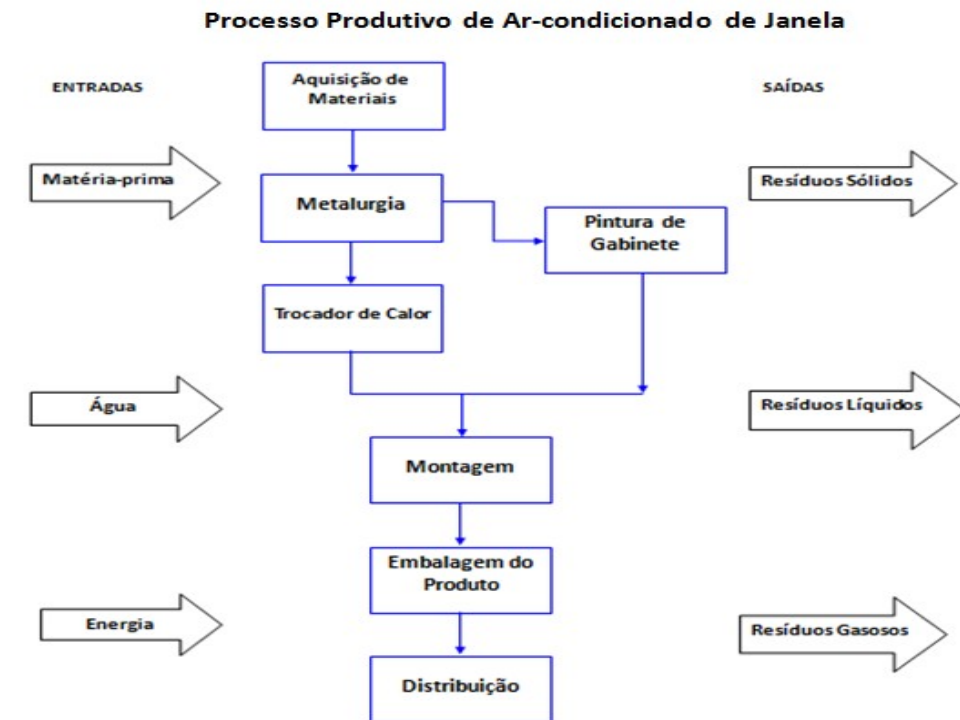 Processo Produtivo de Ar-condicionado de Janela
ENTRADAS
Aquisição de
Materiais
SAÍDAS
Matéria-prima
Metalurgia
Resíduos Sólidos
Pintura de
Gabinete
Trocador de Calor
Água
Resíduos Líquidos
Montagem
Embalagem do
Produto
Energia
Resíduos Gasosos
Distribuição